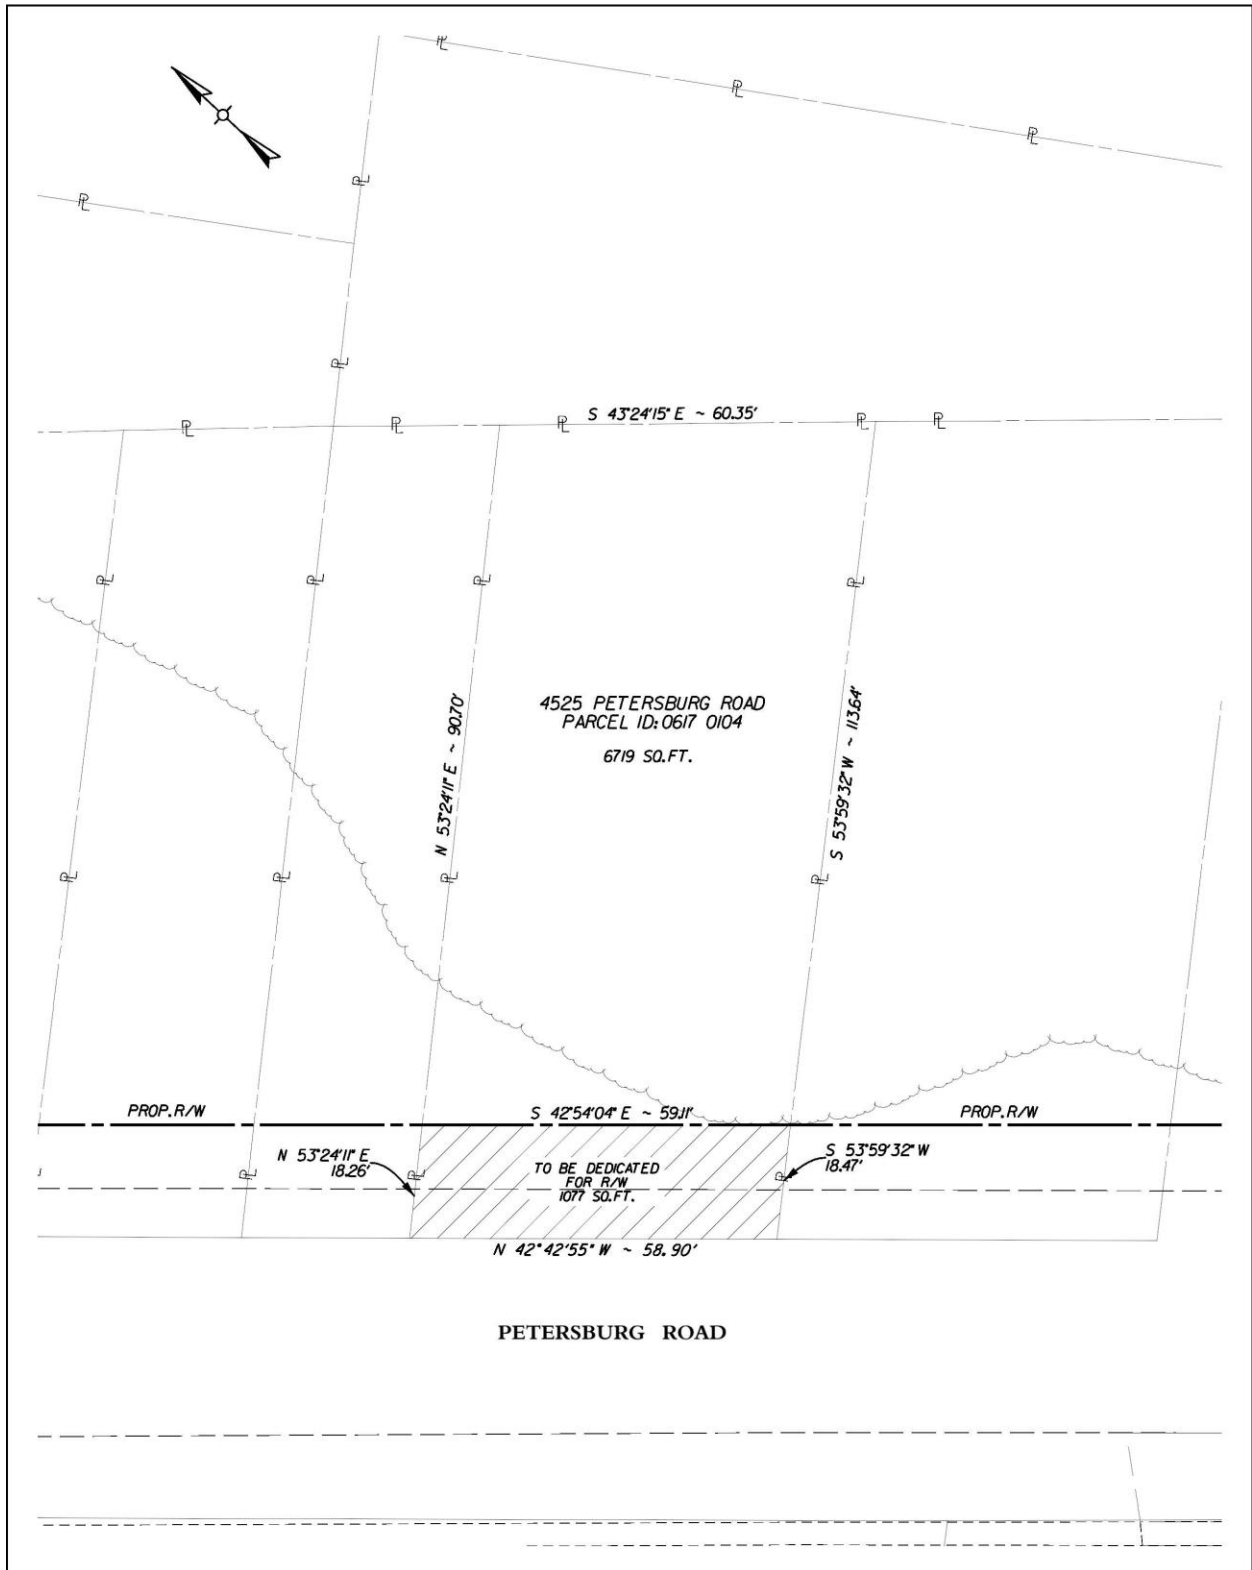 S 43°24'15" E ~ 60.35'
4525 PETERSBURG ROAD
PARCEL ID: 0617 0104
6719 SQ.FT.
N 53°24'11" E ~ 90.70'
S 53°59'32" W ~ 113.64'
PROP. R/W
S 42°54'04" E ~ 59.11'
PROP. R/W
N 53°24'11" E
18.26'
TO BE DEDICATED
FOR R/W
1077 SQ.FT.
S 53°59'32" W
18.47'
N 42°42'55" W ~ 58.90'
PETERSBURG ROAD